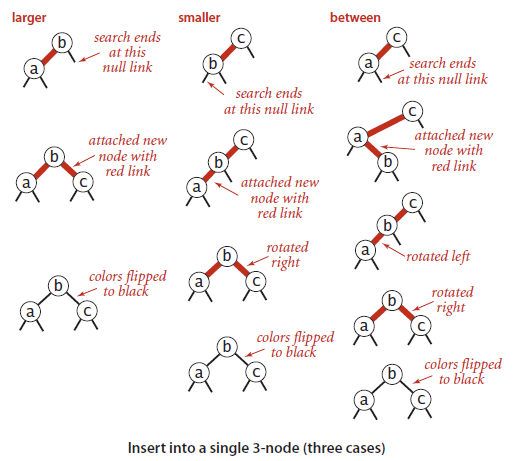 larger
b
search ends
at this
null link
a
attached new
node with
red link
b
a
c
colors flipped
to black
b
a
c
smaller
c
b
search ends
at this null link
c
b
a
attached new
node with
red link
rotated
right
b
a
c
colors flipped
to black
b
a
c
between
c
a
search ends
at this null link
c
a
b
attached new
node with
red link
c
b
a
rotated left
rotated
right
b
a
c
colors flipped
to black
b
a
c
Insert into a single 3-node (three cases)